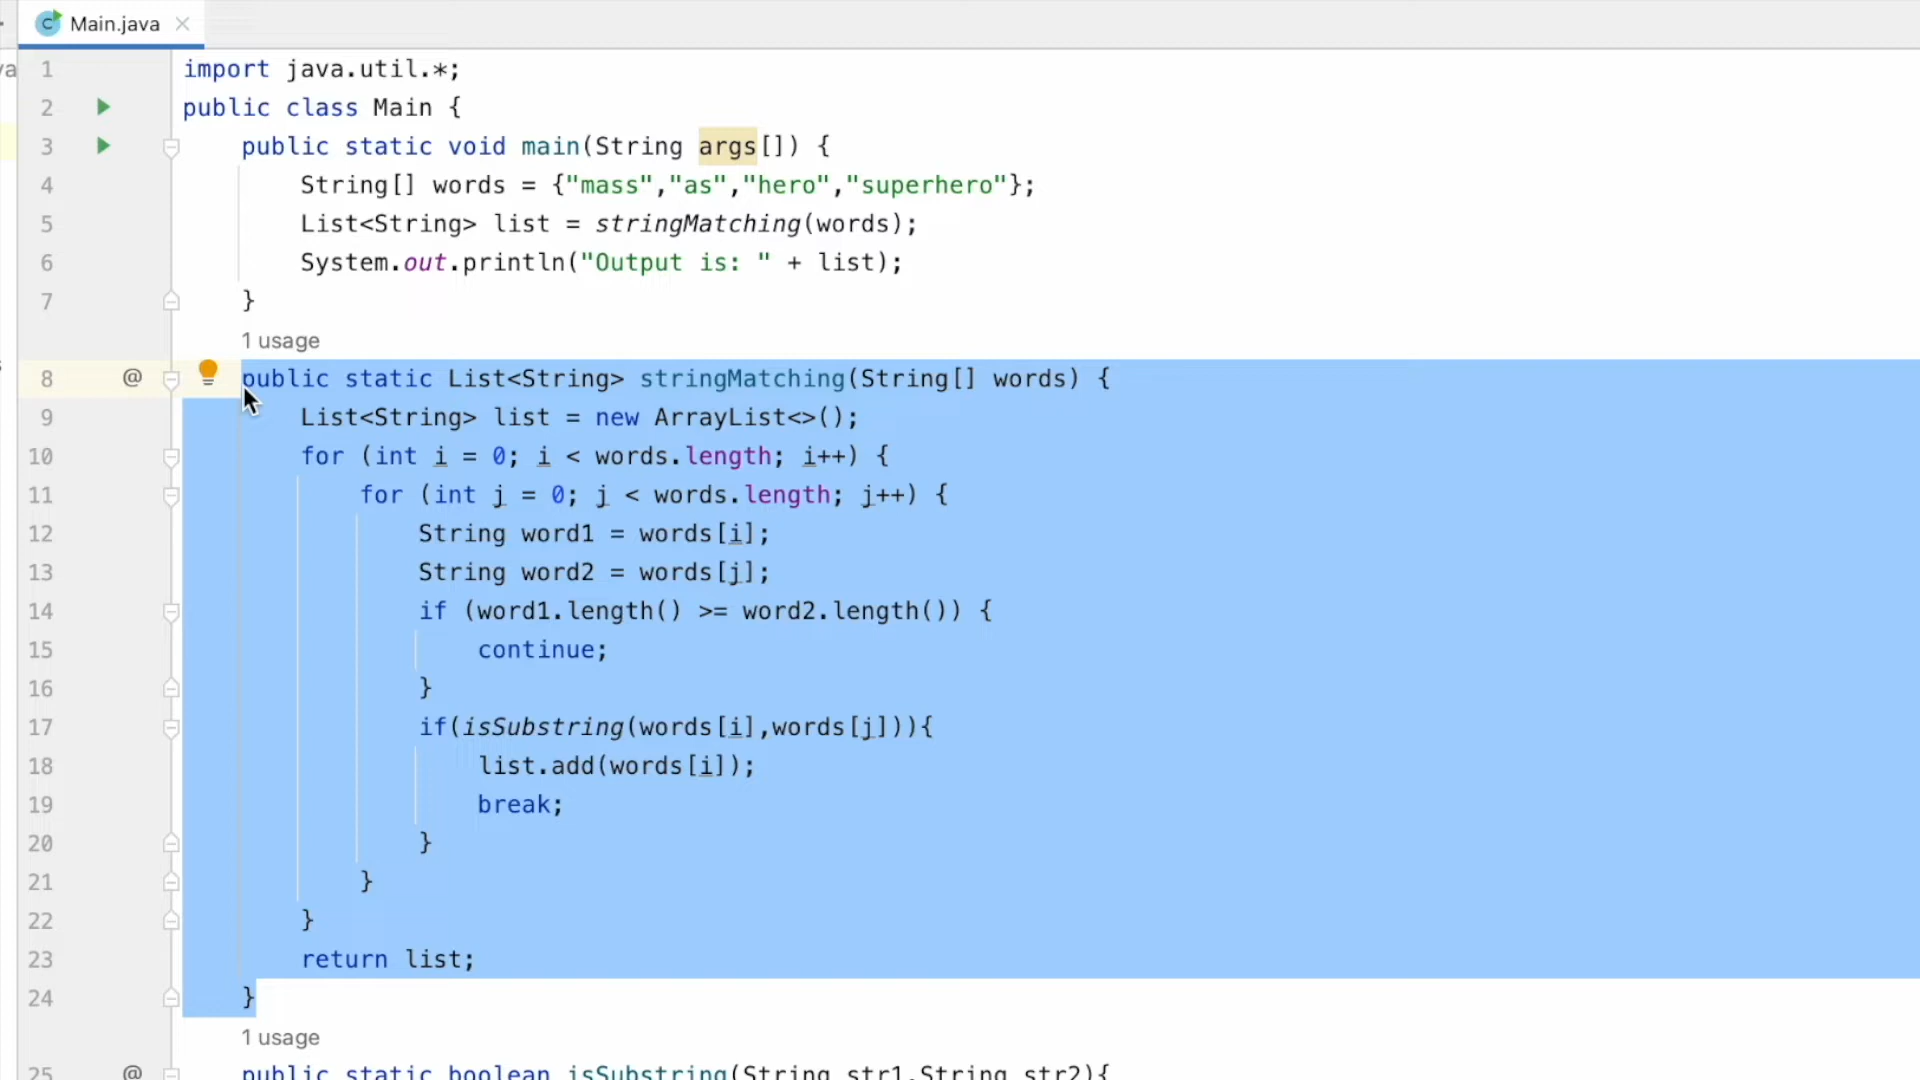 Main.java
1 import java.util.*;
2 public class Main {
3 public static void main(String args[]) {
4 String[] words = {"mass","as","hero","superhero"};
5 List<String> list = stringMatching(words);
6 System.out.println("Output is: " + list);
7 }
1 usage
8 @ public static List<String> stringMatching(String[] words) {
9 List<String> list = new ArrayList<>();
10 for (int i = 0; i < words.length; i++) {
11 for (int j = 0; j < words.length; j++) {
12 String word1 = words[i];
13 String word2 = words[j];
14 if (word1.length() >= word2.length()) {
15 continue;
16 }
17 if(isSubstring(words[i],words[j])){
18 list.add(words[i]);
19 break;
20 }
21 }
22 }
23 return list;
24 }
1 usage
25 @ public static boolean isSubstring(String str1,String str2){